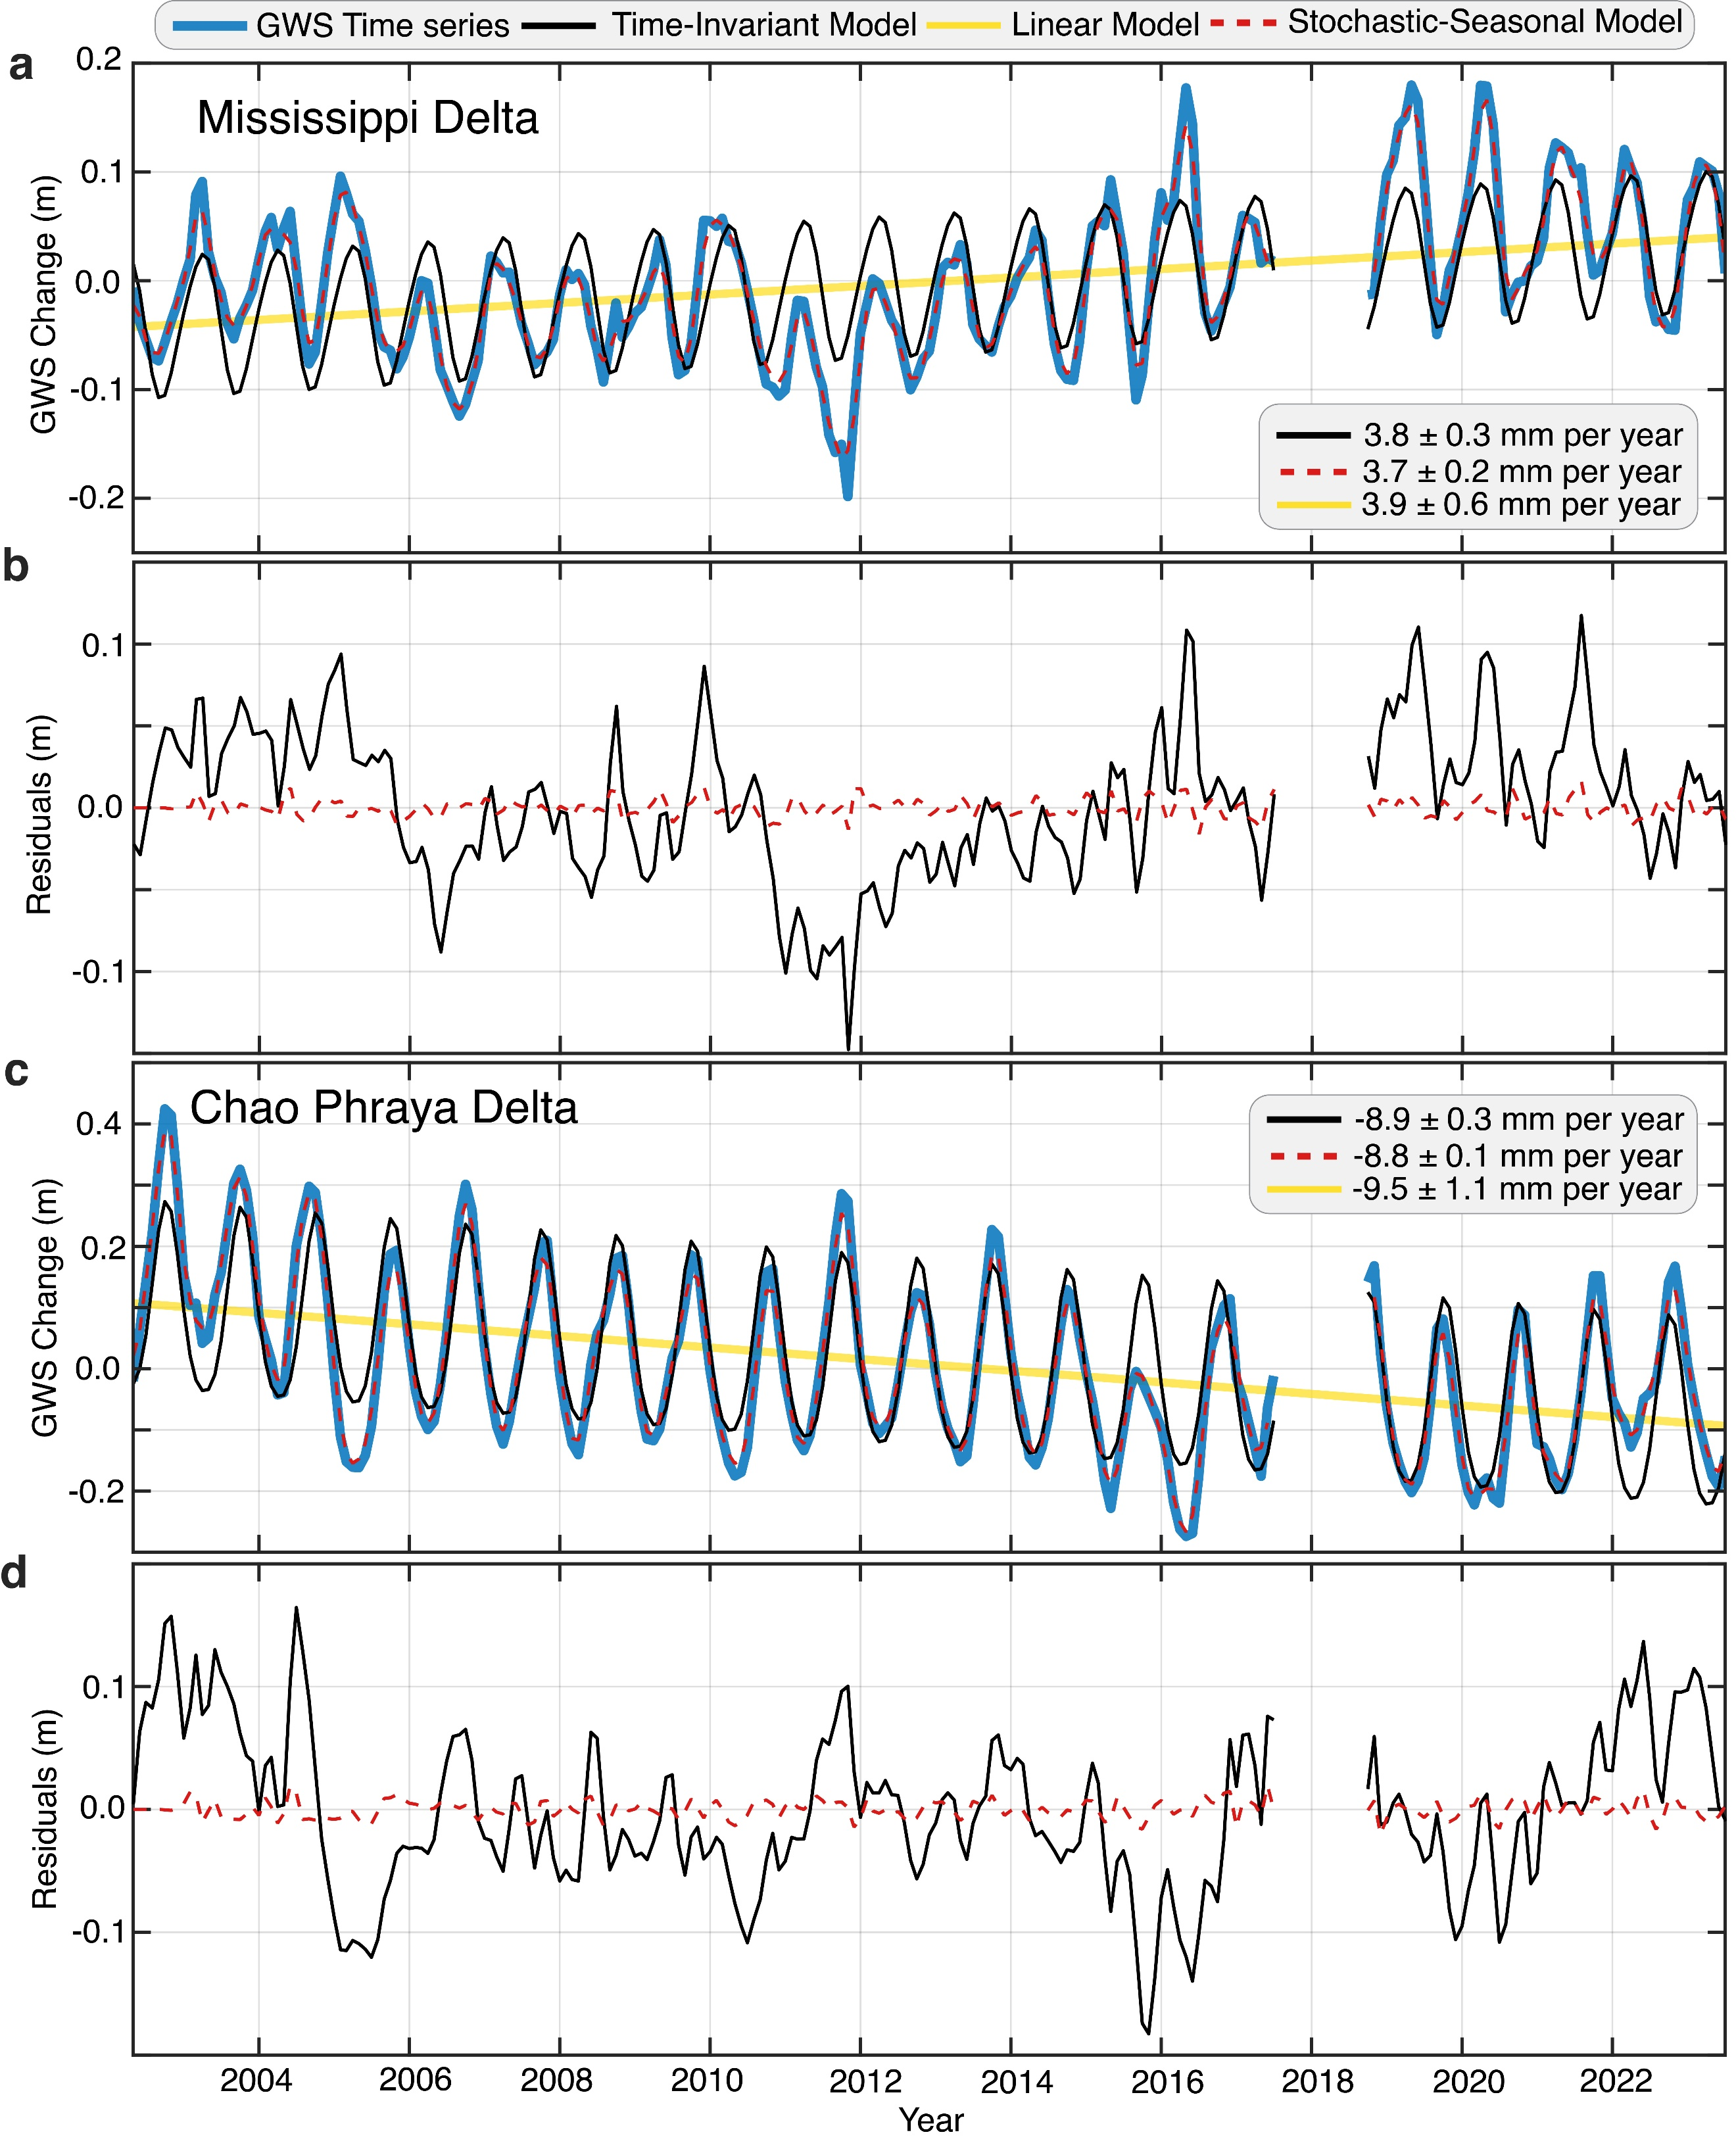 GWS Time series Time-Invariant Model Linear Model Stochastic-Seasonal Model
a
Mississippi Delta
GWS Change (m)
0.2
0.1
0.0
-0.1
-0.2
3.8 ± 0.3 mm per year
3.7 ± 0.2 mm per year
3.9 ± 0.6 mm per year
b
Residuals (m)
0.1
0.0
-0.1
c
Chao Phraya Delta
GWS Change (m)
0.4
0.2
0.0
-0.2
-8.9 ± 0.3 mm per year
-8.8 ± 0.1 mm per year
-9.5 ± 1.1 mm per year
d
Residuals (m)
0.1
0.0
-0.1
2004 2006 2008 2010 2012 2014 2016 2018 2020 2022
Year